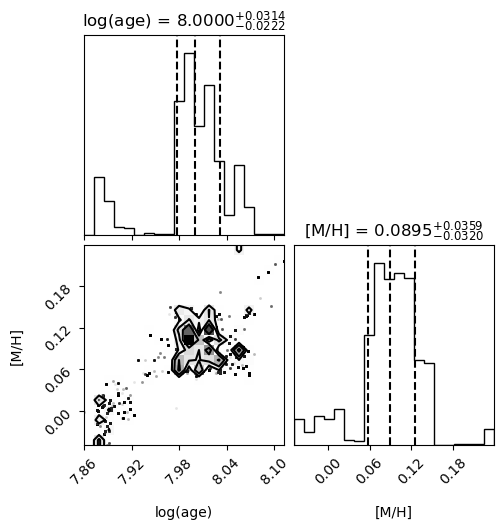 log(age) = 8.0000+0.0314−0.0222
[M/H] = 0.0895+0.0359−0.0320
[M/H]
0.18
0.12
0.06
0.00
7.86 7.92 7.98 8.04 8.10
0.00 0.06 0.12 0.18
log(age)
[M/H]